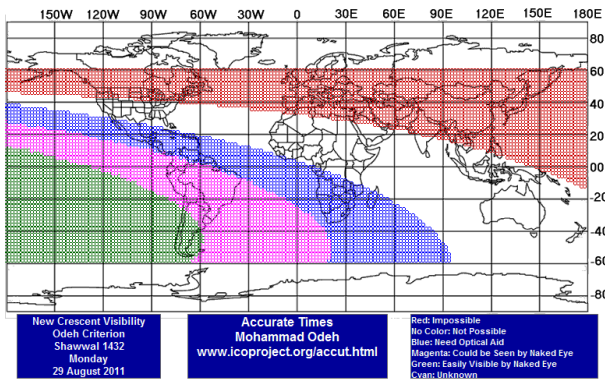 150W 120W 90W 60W 30W 0 30E 60E 90E 120E 150E 180E
80
60
40
20
00
-20
-40
-60
-80
New Crescent Visibility
Odeh Criterion
Shawwal 1432
Monday
29 August 2011
Accurate Times
Mohammad Odeh
www.icoproject.org/accut.html
Red: Impossible
No Color: Not Possible
Blue: Need Optical Aid
Magenta: Could be Seen by Naked Eye
Green: Easily Visible by Naked Eye
Cyan: Unknown